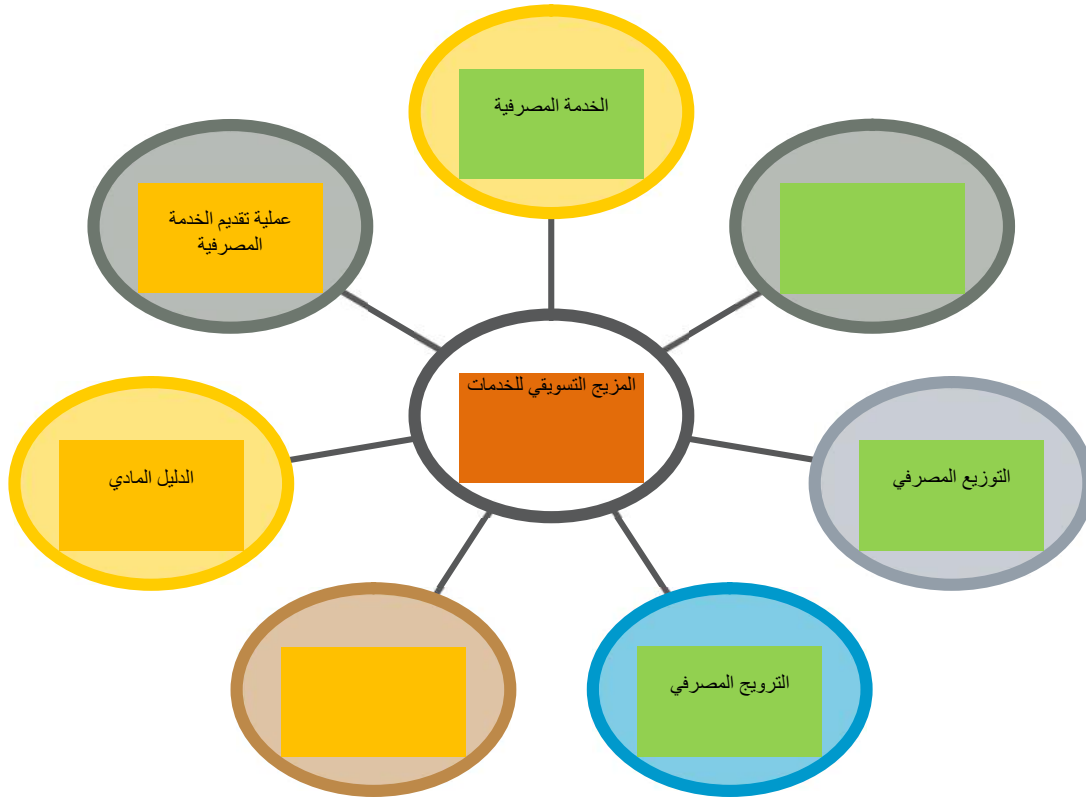 الخدمة المصرفية
عملية تقديم الخدمة
المصرفية
المزيج التسويقي للخدمات
التوزيع المصرفي
الدليل المادي
الترويج المصرفي